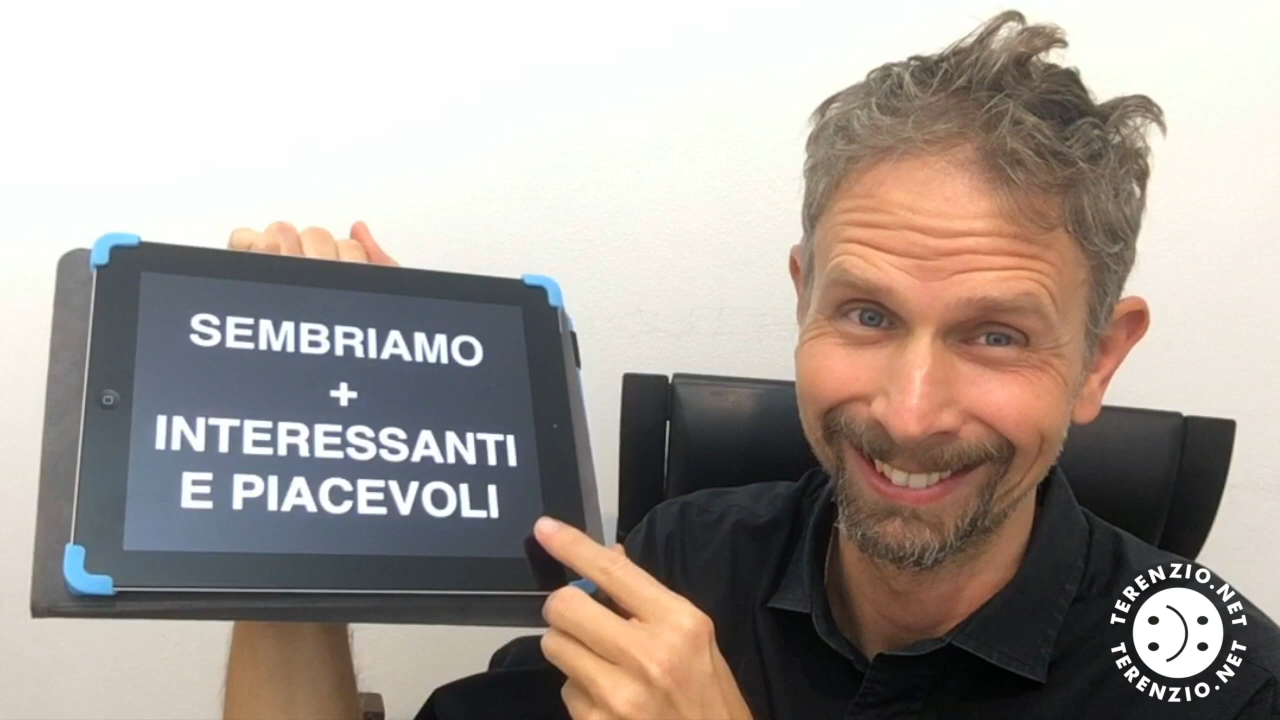 SEMBRIAMO
+
INTERESSANTI
E PIACEVOLI
TERENZIO.NET
TERENZIO.NET